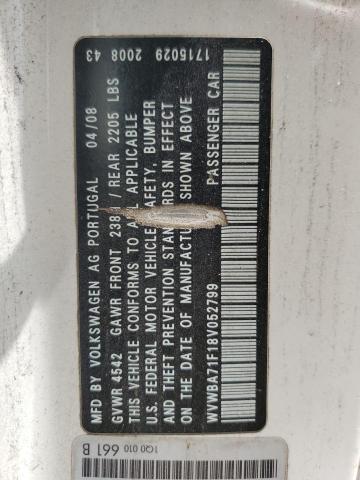 1715029 2008 43
MFD BY VOLKSWAGEN AG PORTUGAL 04/08
GVWR 4542 GAWR FRONT 238 / REAR 2205 LBS
THIS VEHICLE CONFORMS TO ALL APPLICABLE
U.S. FEDERAL MOTOR VEHICLE SAFETY, BUMPER
AND THEFT PREVENTION STANDARDS IN EFFECT
ON THE DATE OF MANUFACTURE SHOWN ABOVE
WVWBA71F18V052799 PASSENGER CAR
1Q0 010 661 B